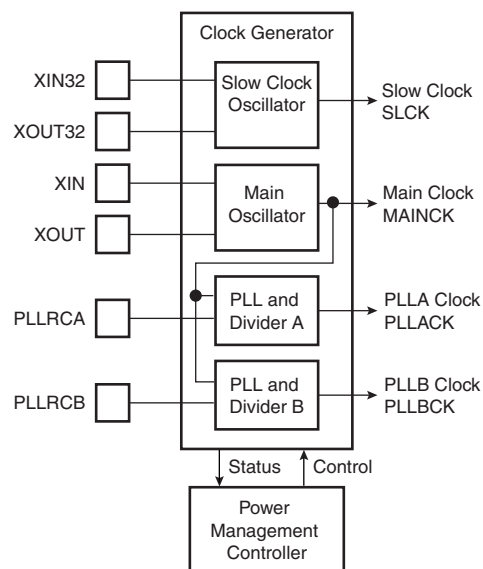 Clock Generator
XIN32
Slow Clock
Oscillator
Slow Clock
SLCK
XOUT32
XIN
Main
Oscillator
Main Clock
MAINCK
XOUT
PLLRCA
PLL and
Divider A
PLLA Clock
PLLACK
PLLRCB
PLL and
Divider B
PLLB Clock
PLLBCK
Status
Control
Power
Management
Controller